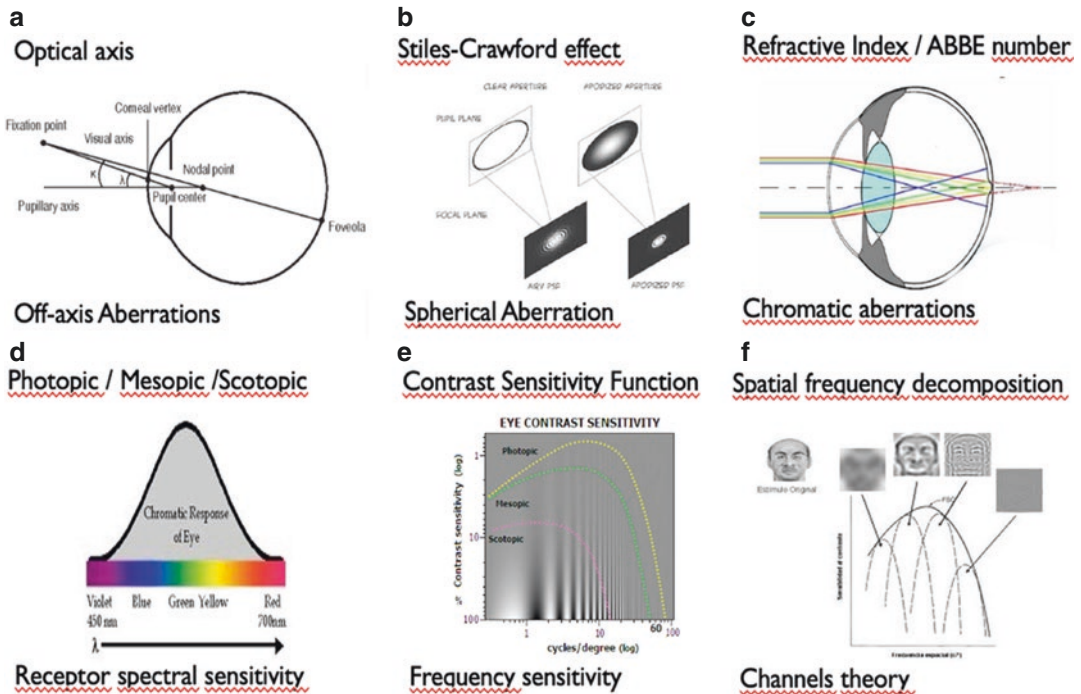 a
Optical axis
Corneal vertex
Fixation point
Visual axis
Nodal point
κ
λ
Pupil center
Pupillary axis
Foveola
Off-axis Aberrations
b
Stiles-Crawford effect
CLEAR APERTURE
APODIZED APERTURE
PUPIL PLANE
FOCAL PLANE
AIRY PSF
APODIZED PSF
Spherical Aberration
c
Refractive Index / ABBE number
Chromatic aberrations
d
Photopic / Mesopic /Scotopic
Chromatic Response
of Eye
Violet
Blue
Green Yellow
Red
450 nm
700nm
λ
Receptor spectral sensitivity
e
Contrast Sensitivity Function
EYE CONTRAST SENSITIVITY
Photopic
Mesopic
Scotopic
% Contrast sensitivity (log)
1
10
100
1
10
60
100
cycles/degree (log)
Frequency sensitivity
f
Spatial frequency decomposition
Estímulo Original
Frequencia espacial
Channels theory